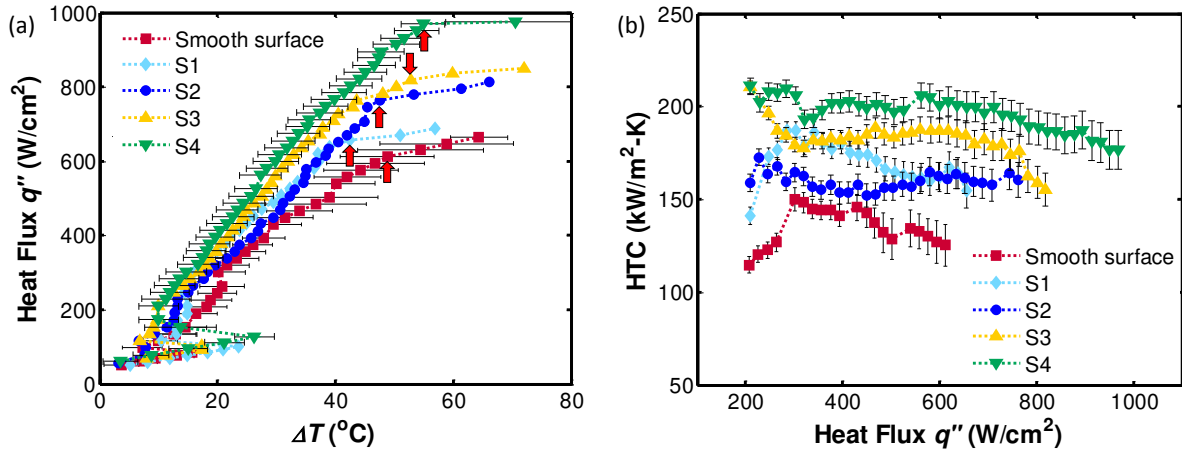 (a)
Heat Flux q″ (W/cm²)
1000
800
600
400
200
0
Smooth surface
S1
S2
S3
S4
0 20 40 60 80
ΔT (°C)
(b)
HTC (kW/m²-K)
250
200
150
100
50
Smooth surface
S1
S2
S3
S4
200 400 600 800 1000
Heat Flux q″ (W/cm²)